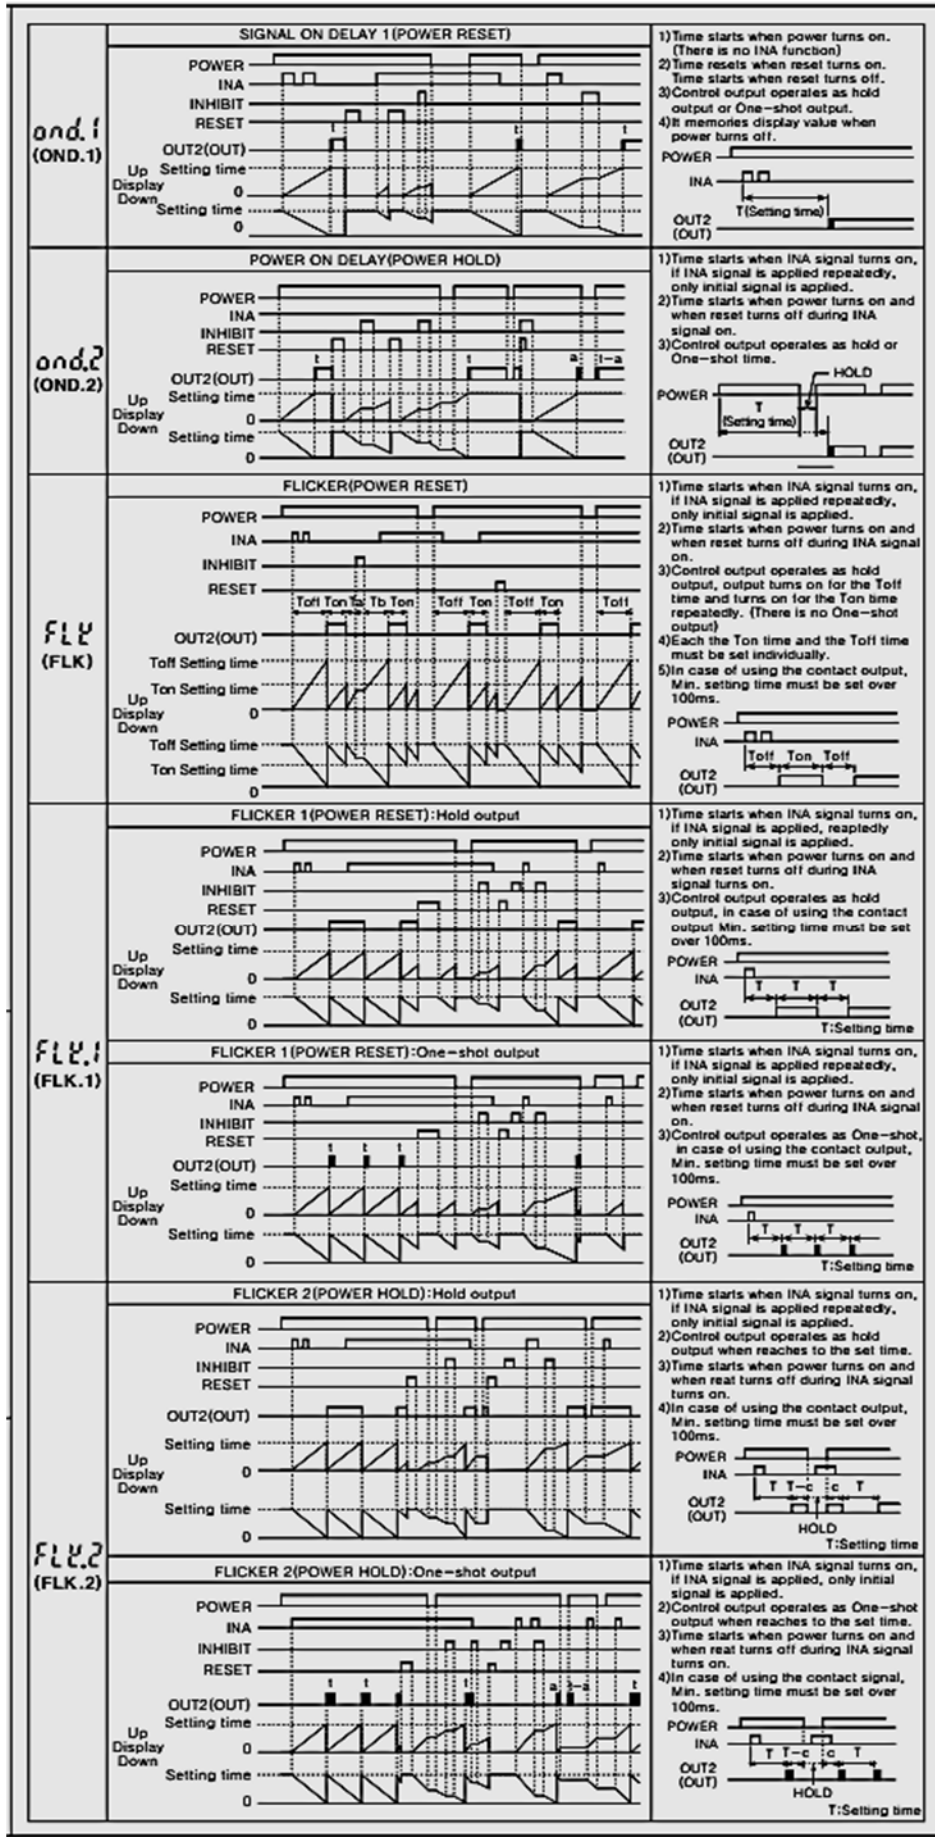 ond.1
(OND.1)
SIGNAL ON DELAY 1(POWER RESET)
POWER
INA
INHIBIT
RESET
t
t
t
OUT2(OUT)
Up
Display
Down
Setting time
0
Setting time
0
1)Time starts when power turns on.
(There is no INA function)
2)Time resets when reset turns on.
Time starts when reset turns off.
3)Control output operates as hold
output or One-shot output.
4)It memories display value when
power turns off.
POWER
INA
T(Setting time)
OUT2
(OUT)
ond.2
(OND.2)
POWER ON DELAY(POWER HOLD)
POWER
INA
INHIBIT
RESET
t
t
a
t-a
OUT2(OUT)
Up
Display
Down
Setting time
0
Setting time
0
1)Time starts when INA signal turns on,
if INA signal is applied repeatedly,
only initial signal is applied.
2)Time starts when power turns on and
when reset turns off during INA
signal on.
3)Control output operates as hold or
One-shot time.
HOLD
POWER
T
(Setting time)
OUT2
(OUT)
FLK
(FLK)
FLICKER(POWER RESET)
POWER
INA
INHIBIT
RESET
Toff Ton Ta Tb Ton Toff Ton Toff Ton Toff
OUT2(OUT)
Toff Setting time
Ton Setting time
Up
Display
Down
0
Toff Setting time
Ton Setting time
0
1)Time starts when INA signal turns on,
if INA signal is applied repeatedly,
only initial signal is applied.
2)Time starts when power turns on and
when reset turns off during INA signal
on.
3)Control output operates as hold
output, output turns on for the Toff
time and turns on for the Ton time
repeatedly. (There is no One-shot
output)
4)Each the Ton time and the Toff time
must be set individually.
5)In case of using the contact output,
Min. setting time must be set over
100ms.
POWER
INA
Toff Ton Toff
OUT2
(OUT)
FLK.1
(FLK.1)
FLICKER 1(POWER RESET):Hold output
POWER
INA
INHIBIT
RESET
OUT2(OUT)
Setting time
Up
Display
Down
0
Setting time
0
1)Time starts when INA signal turns on,
if INA signal is applied, reaptedly
only initial signal is applied.
2)Time starts when power turns on and
when reset turns off during INA
signal turns on.
3)Control output operates as hold
output, in case of using the contact
output Min. setting time must be set
over 100ms.
POWER
INA
T T T
OUT2
(OUT)
T:Setting time
FLICKER 1(POWER RESET):One-shot output
POWER
INA
INHIBIT
RESET
t t t
OUT2(OUT)
Setting time
Up
Display
Down
0
Setting time
0
1)Time starts when INA signal turns on,
if INA signal is applied repeatedly,
only initial signal is applied.
2)Time starts when power turns on and
when reset turns off during INA signal
on.
3)Control output operates as One-shot,
in case of using the contact output,
Min. setting time must be set over
100ms.
POWER
INA
T T T
OUT2
(OUT)
T:Setting time
FLK.2
(FLK.2)
FLICKER 2(POWER HOLD):Hold output
POWER
INA
INHIBIT
RESET
OUT2(OUT)
Setting time
Up
Display
Down
0
Setting time
0
1)Time starts when INA signal turns on,
if INA signal is applied repeatedly,
only initial signal is applied.
2)Control output operates as hold
output when reaches to the set time.
3)Time starts when power turns on and
when reat turns off during INA signal
turns on.
4)In case of using the contact output,
Min. setting time must be set over
100ms.
POWER
INA
T T-c c T
OUT2
(OUT)
HOLD
T:Setting time
FLICKER 2(POWER HOLD):One-shot output
POWER
INA
INHIBIT
RESET
t t t a t-a t
OUT2(OUT)
Setting time
Up
Display
Down
0
Setting time
0
1)Time starts when INA signal turns on,
if INA signal is applied, only initial
signal is applied.
2)Control output operates as One-shot
output when reaches to the set time.
3)Time starts when power turns on and
when reat turns off during INA signal
turns on.
4)In case of using the contact signal,
Min. setting time must be set over
100ms.
POWER
INA
T T-c c T
OUT2
(OUT)
HOLD
T:Setting time